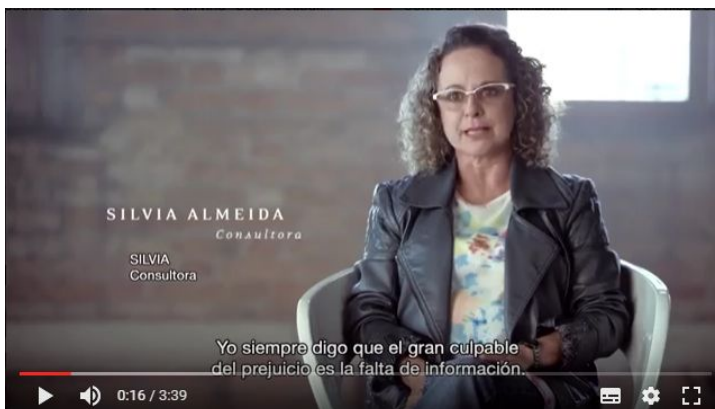 SILVIA ALMEIDA
Consultora
SILVIA
Consultora
Yo siempre digo que el gran culpable
del prejuicio es la falta de información.
0:16 / 3:39